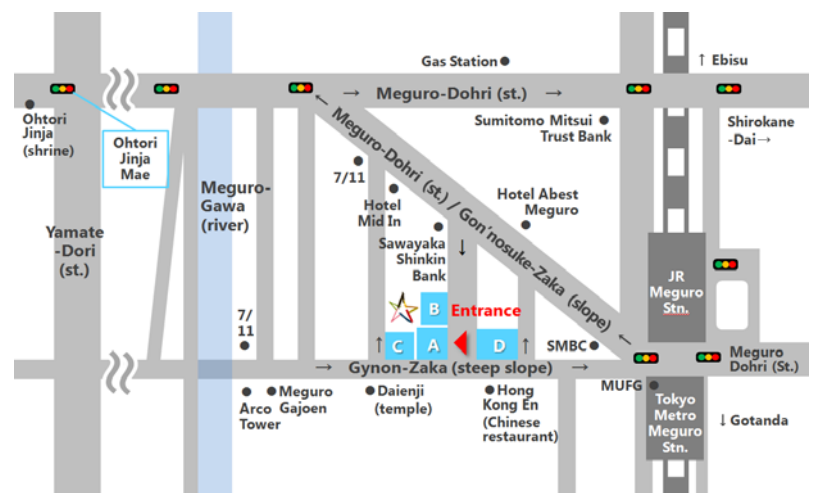 Gas Station
↑ Ebisu
→ Meguro-Dohri (st.) →
Ohtori
Jinja
(shrine)
Ohtori
Jinja
Mae
Sumitomo Mitsui
Trust Bank
Shirokane
-Dai→
← Meguro-Dohri (st.) / Gon'nosuke-Zaka (slope) ←
7/11
Hotel
Mid In
Meguro-
Gawa
(river)
Hotel Abest
Meguro
Yamate
-Dori
(st.)
Sawayaka
Shinkin
Bank
↓
JR
Meguro
Stn.
7/
11
B
Entrance
C
A
D
↑
↑
SMBC
→ Gynon-Zaka (steep slope) →
Meguro
Dohri (St.)
MUFG
Arco
Tower
Meguro
Gajoen
Daienji
(temple)
Hong
Kong En
(Chinese
restaurant)
Tokyo
Metro
Meguro
Stn.
↓ Gotanda